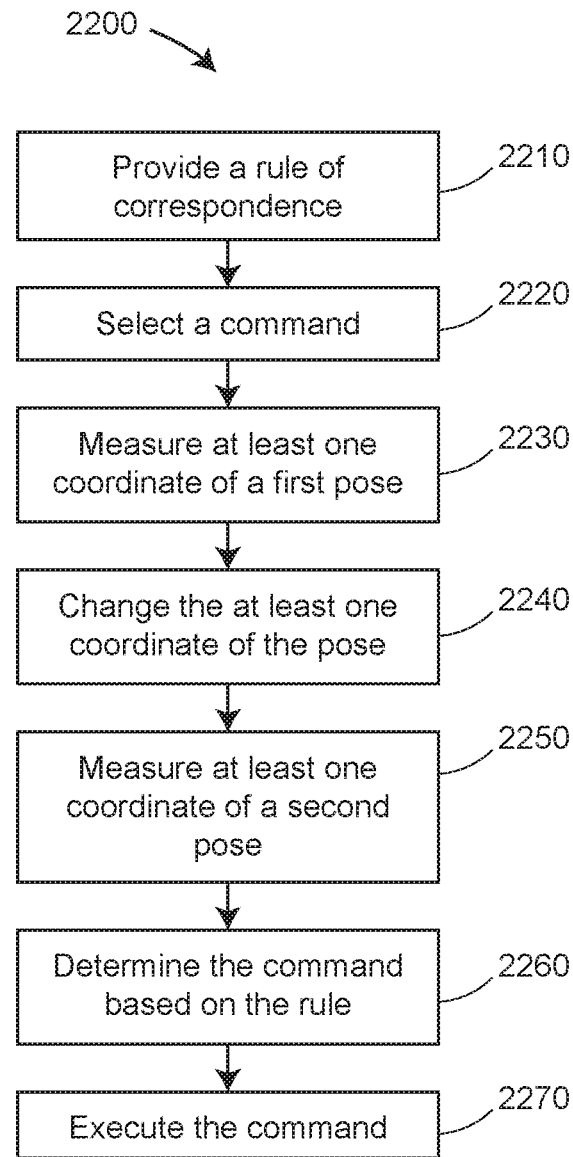 2200
Provide a rule of
correspondence
2210
Select a command
2220
Measure at least one
coordinate of a first pose
2230
Change the at least one
coordinate of the pose
2240
Measure at least one
coordinate of a second
pose
2250
Determine the command
based on the rule
2260
Execute the command
2270